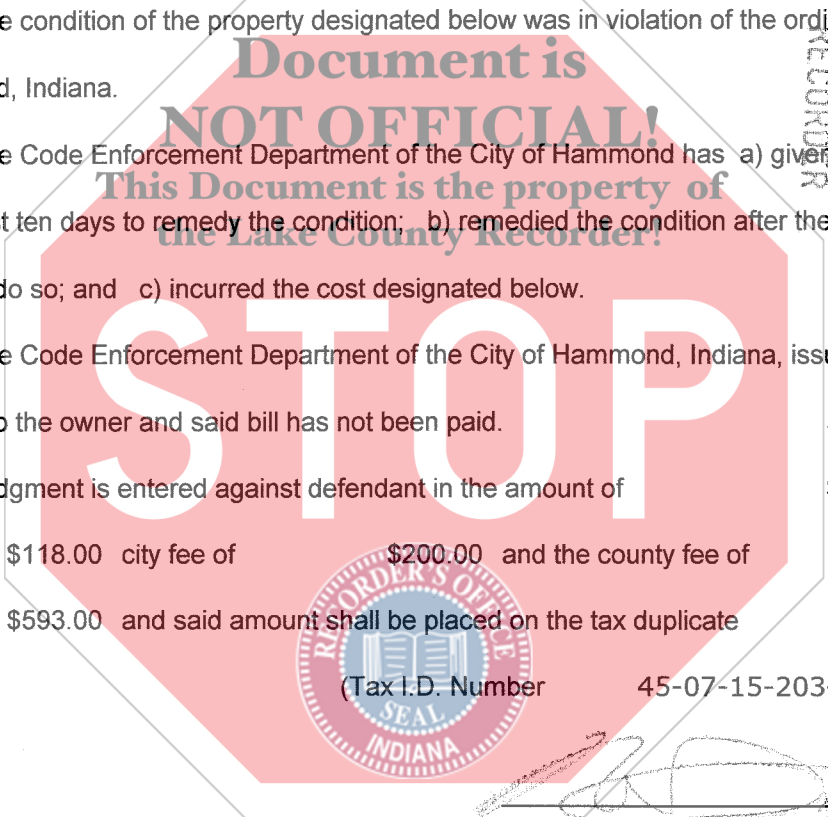 e condition of the property designated below was in violation of the ordi
Document is
d, Indiana.
NOT OFFICIAL!
e Code Enforcement Department of the City of Hammond has a) given
This Document is the property of
t ten days to remedy the condition; b) remedied the condition after the
the Lake County Recorder!
do so; and c) incurred the cost designated below.
STOP
e Code Enforcement Department of the City of Hammond, Indiana, issu
o the owner and said bill has not been paid.
dgment is entered against defendant in the amount of
$118.00 city fee of $200.00 and the county fee of
$593.00 and said amount shall be placed on the tax duplicate
(Tax I.D. Number 45-07-15-203-
RECORDER'S OFFICE
SEAL
INDIANA
RECORDER